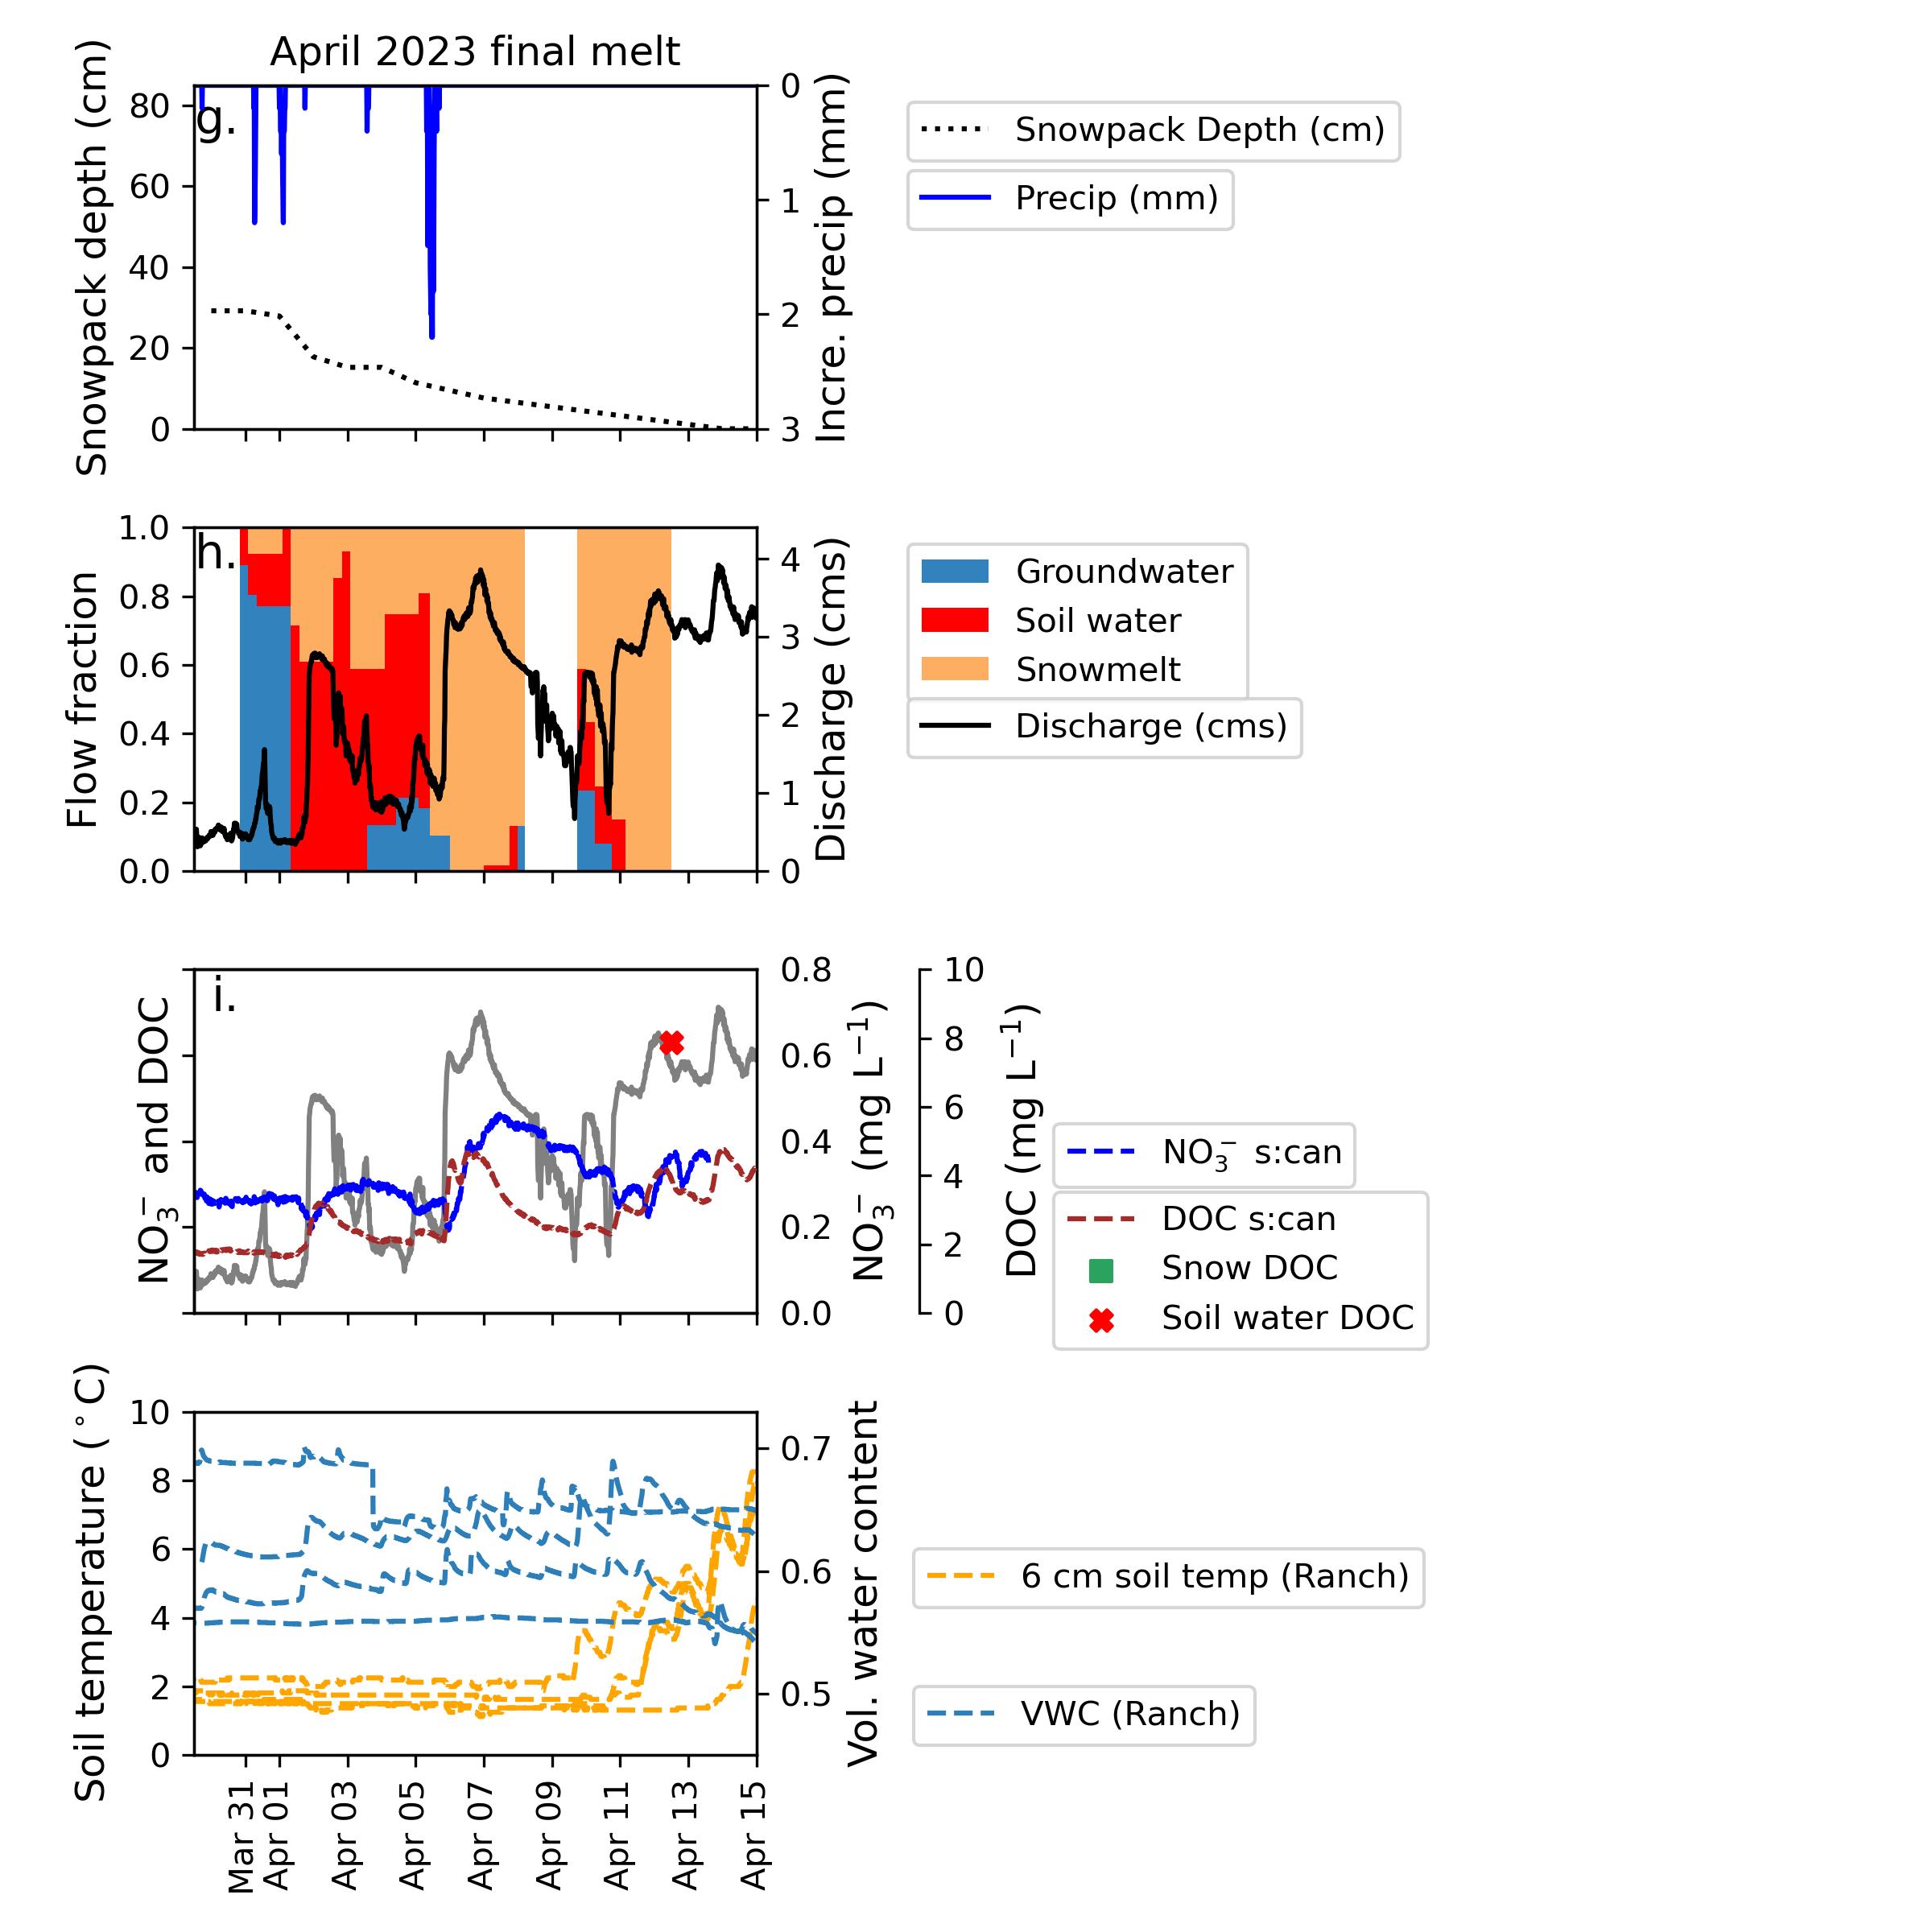 April 2023 final melt
Snowpack depth (cm)
80
60
40
20
0
g.
0
1
2
3
Incre. precip (mm)
Snowpack Depth (cm)
Precip (mm)
Flow fraction
1.0
0.8
0.6
0.4
0.2
0.0
h.
4
3
2
1
0
Discharge (cms)
Groundwater
Soil water
Snowmelt
Discharge (cms)
NO₃⁻ and DOC
i.
0.8
0.6
0.4
0.2
0.0
NO₃⁻ (mg L⁻¹)
10
8
6
4
2
0
DOC (mg L⁻¹)
NO₃⁻ s:can
DOC s:can
Snow DOC
Soil water DOC
Soil temperature (°C)
10
8
6
4
2
0
0.7
0.6
0.5
Vol. water content
6 cm soil temp (Ranch)
VWC (Ranch)
Mar 31
Apr 01
Apr 03
Apr 05
Apr 07
Apr 09
Apr 11
Apr 13
Apr 15